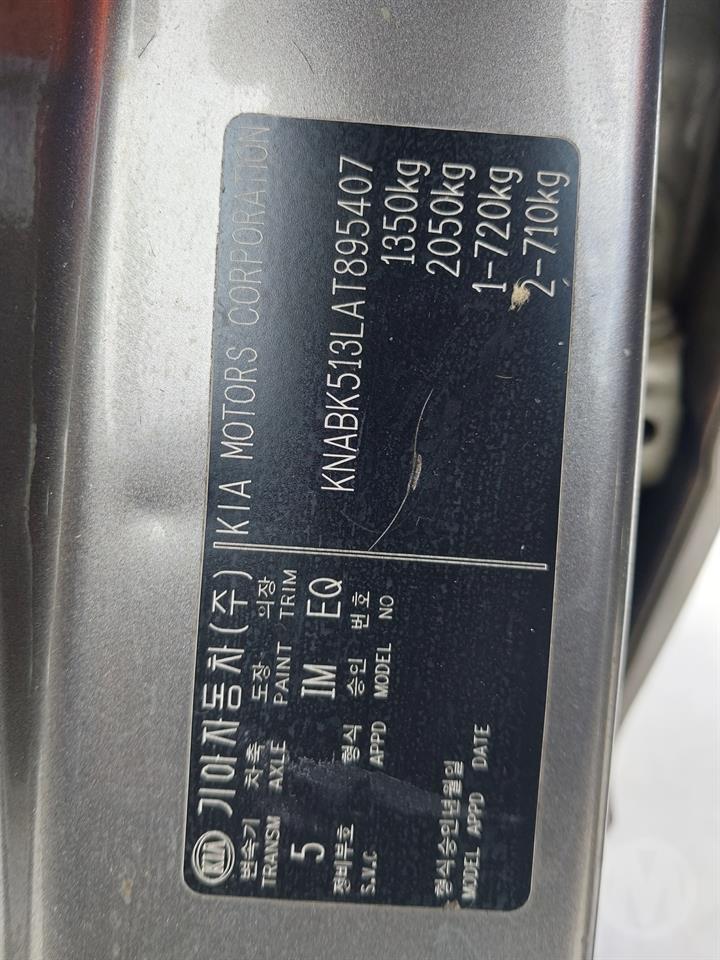 KIA 기아자동차(주) KIA MOTORS CORPORATION
변속기 차축 도장 의장
TRANSM AXLE PAINT TRIM
5 IM EQ
정비부호 형식 승인 번호
S.V.C APPD MODEL NO
형식승인년월일
MODEL APPD DATE
KNABK513LAT895407
1350kg
2050kg
1-720kg
2-710kg
M